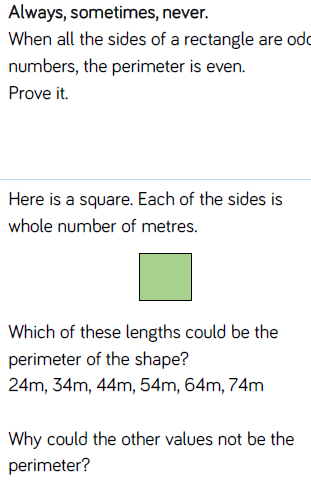 Always, sometimes, never.
When all the sides of a rectangle are odd
numbers, the perimeter is even.
Prove it.
Here is a square. Each of the sides is
whole number of metres.
Which of these lengths could be the
perimeter of the shape?
24m, 34m, 44m, 54m, 64m, 74m
Why could the other values not be the
perimeter?